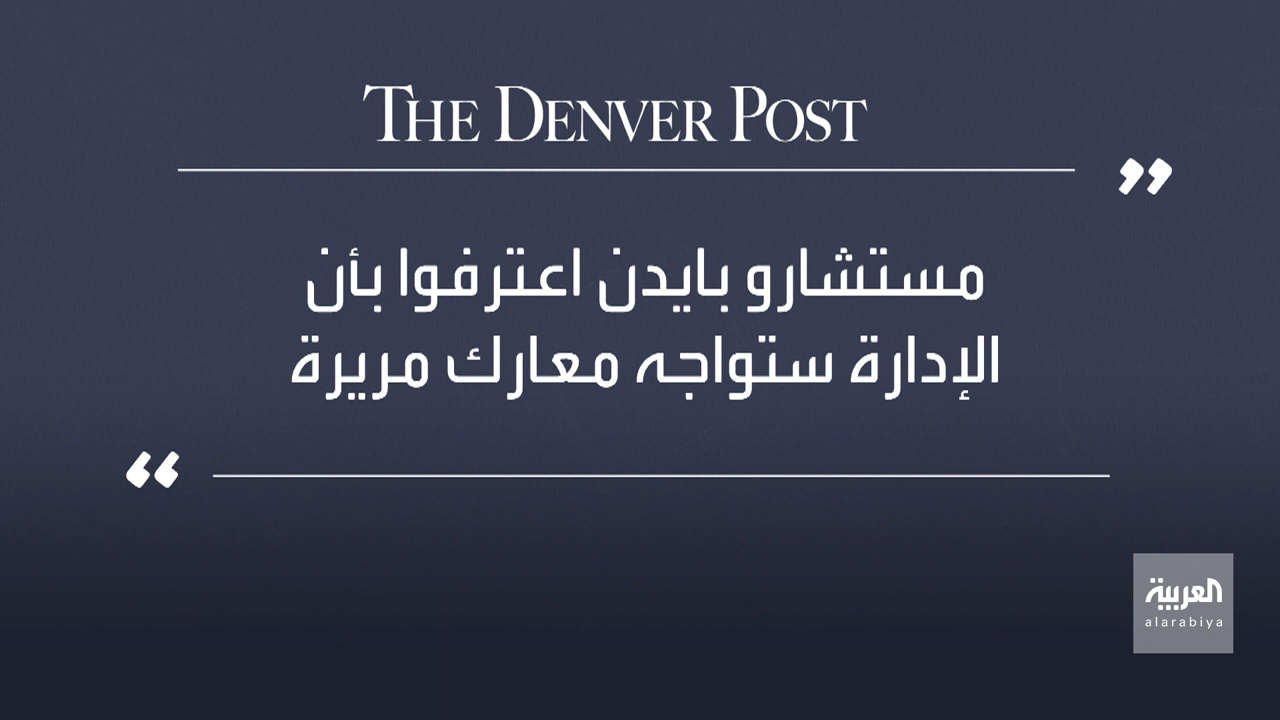 THE DENVER POST
”
مستشارو بايدن اعترفوا بأن
الإدارة ستواجه معارك مريرة
“
العربية
alarabiya